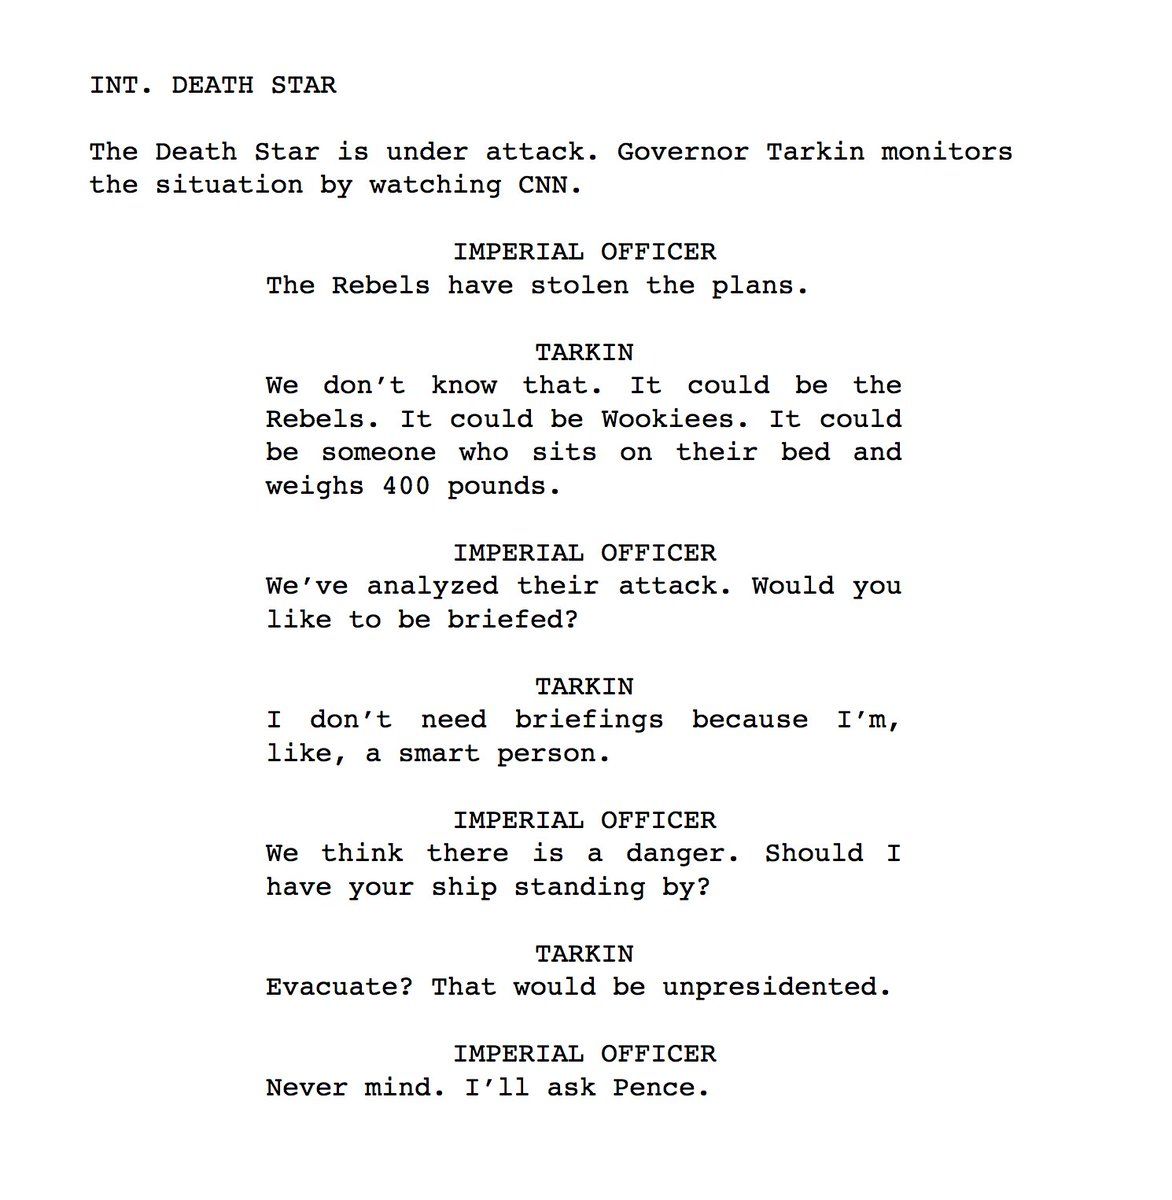 INT. DEATH STAR
The Death Star is under attack. Governor Tarkin monitors
the situation by watching CNN.
IMPERIAL OFFICER
The Rebels have stolen the plans.
TARKIN
We don’t know that. It could be the
Rebels. It could be Wookiees. It could
be someone who sits on their bed and
weighs 400 pounds.
IMPERIAL OFFICER
We’ve analyzed their attack. Would you
like to be briefed?
TARKIN
I don’t need briefings because I’m,
like, a smart person.
IMPERIAL OFFICER
We think there is a danger. Should I
have your ship standing by?
TARKIN
Evacuate? That would be unpresidented.
IMPERIAL OFFICER
Never mind. I’ll ask Pence.